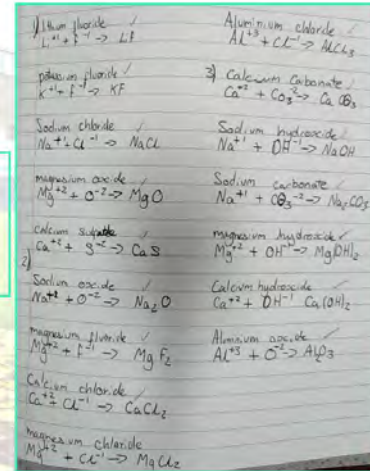 1) lithum fluoride ✓
Li⁺¹ + F⁻¹ → LiF
potassium fluoride ✓
K⁺¹ + F⁻¹ → KF
Sodium chloride ✓
Na⁺¹ + Cl⁻¹ → NaCl
magnesium oxide ✓
Mg⁺² + O⁻² → MgO
calcium ✓
Ca⁺² + S⁻² → CaS
2)
Sodium oxide ✓
Na⁺² + O⁻² → Na₂O
magnesium fluoride ✓
Mg⁺² + F⁻¹ → MgF₂
Calcium chloride ✓
Ca⁺² + Cl⁻¹ → CaCl₂
magnesium chloride
Mg⁺² + Cl⁻¹ → MgCl₂
Aluminium chloride ✓
Al⁺³ + Cl⁻¹ → AlCl₃
3) Calcium Carbonate ✓
Ca⁺² + CO₃⁻² → CaCO₃
Sodium hydroxide ✓
Na⁺¹ + OH⁻¹ → NaOH
Sodium carbonate ✓
Na⁺¹ + CO₃⁻² → Na₂CO₃
magnesium hydroxide ✓
Mg⁺² + OH⁻¹ → Mg(OH)₂
Calcium hydroxide ✓
Ca⁺² + OH⁻¹ Ca(OH)₂
Aluminium oxide ✓
Al⁺³ + O⁻² →